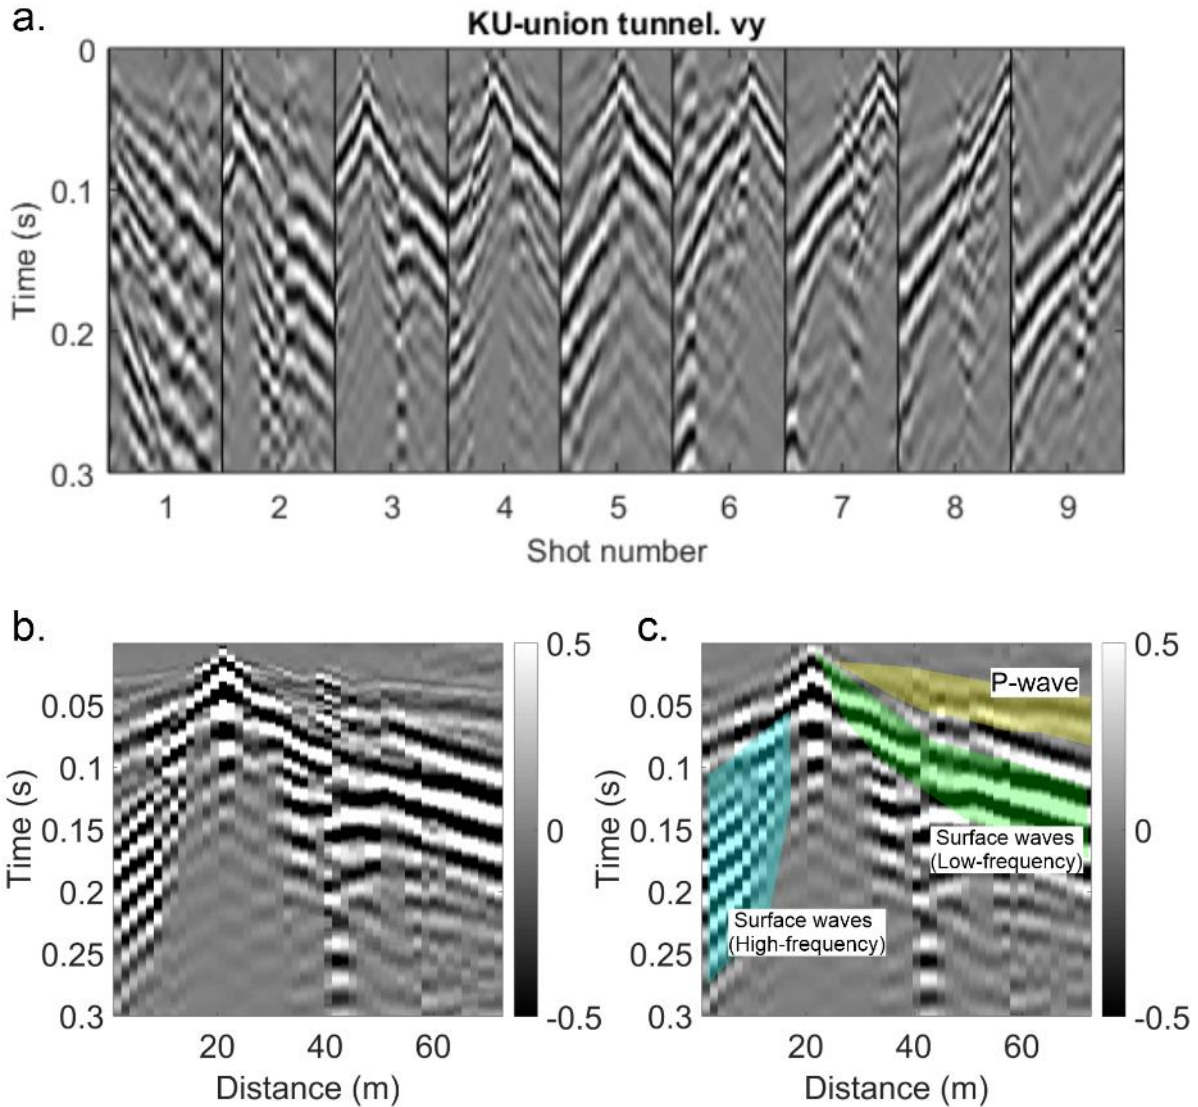 a.
KU-union tunnel. vy
0
0.1
0.2
0.3
Time (s)
1 2 3 4 5 6 7 8 9
Shot number
b.
0.05
0.1
0.15
0.2
0.25
0.3
Time (s)
20 40 60
Distance (m)
0.5
0
-0.5
c.
P-wave
Surface waves
(Low-frequency)
Surface waves
(High-frequency)
0.05
0.1
0.15
0.2
0.25
0.3
Time (s)
20 40 60
Distance (m)
0.5
0
-0.5